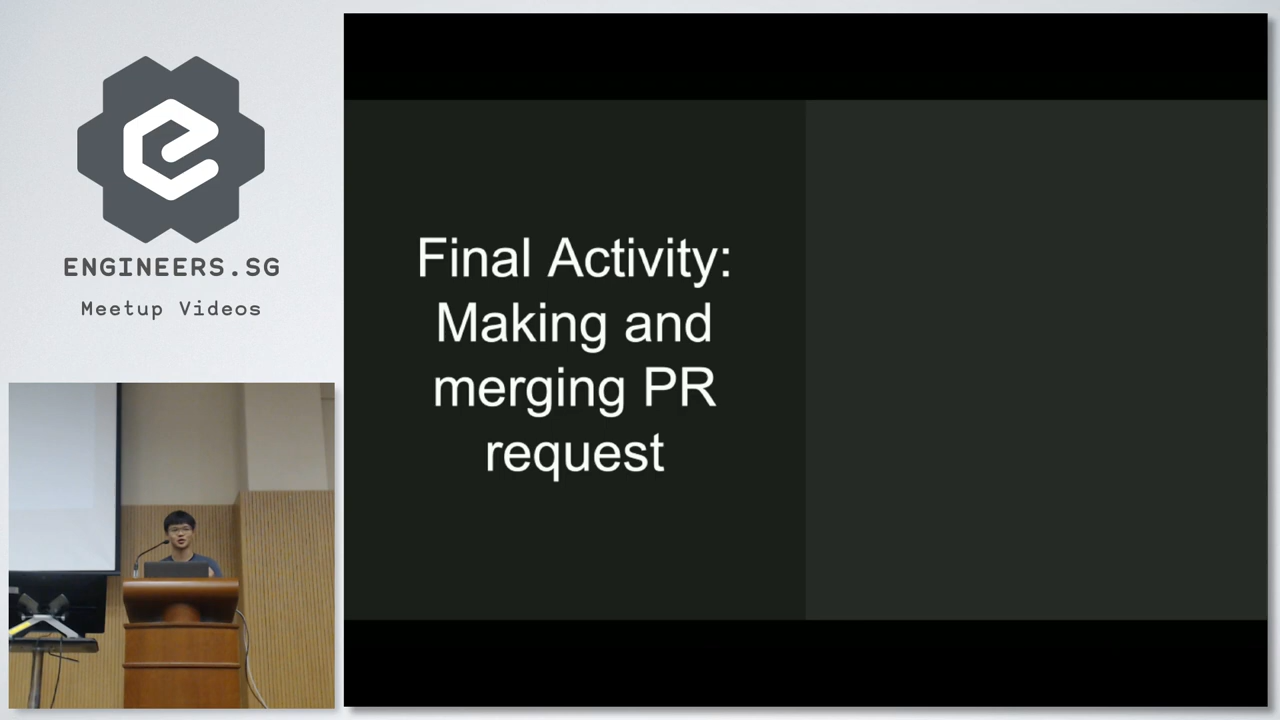 ENGINEERS.SG
Meetup Videos
Final Activity:
Making and
merging PR
request